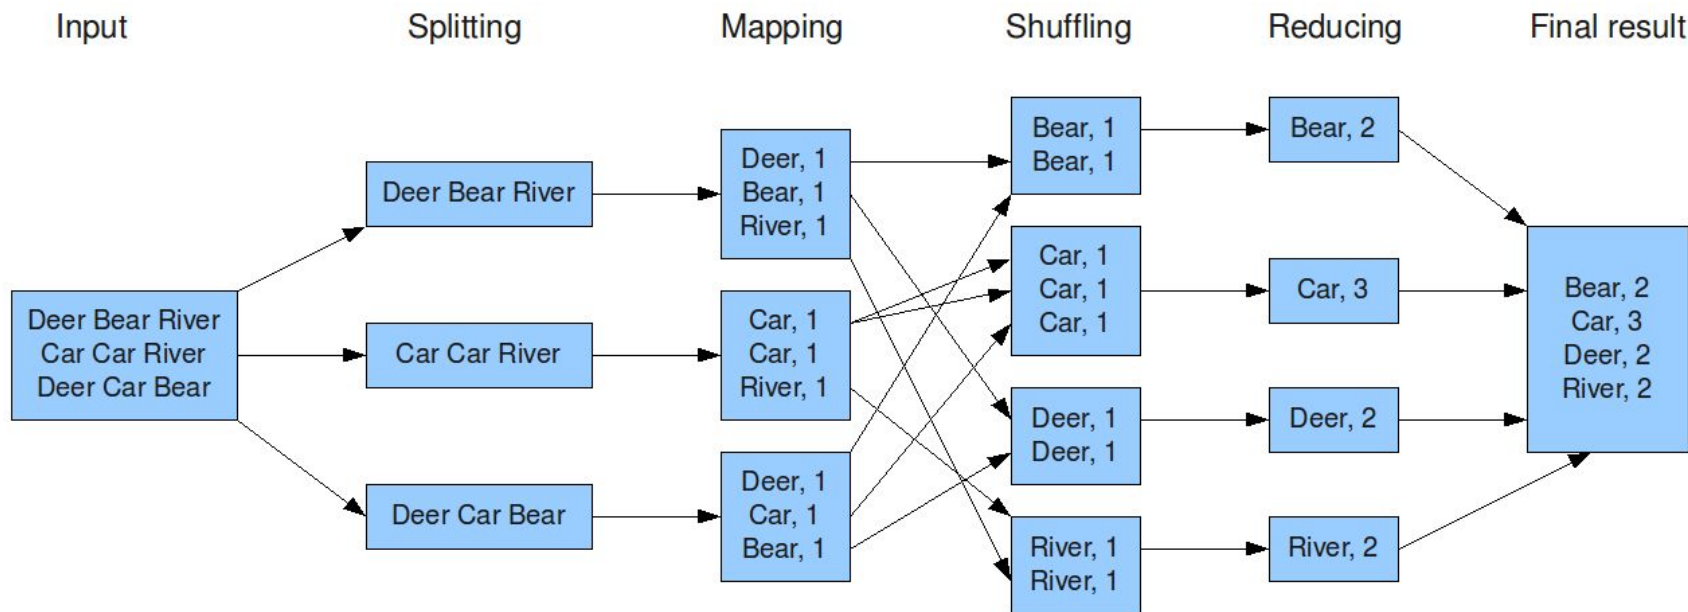 Input
Splitting
Mapping
Shuffling
Reducing
Final result
Deer Bear River
Car Car River
Deer Car Bear
Deer Bear River
Car Car River
Deer Car Bear
Deer, 1
Bear, 1
River, 1
Car, 1
Car, 1
River, 1
Deer, 1
Car, 1
Bear, 1
Bear, 1
Bear, 1
Car, 1
Car, 1
Car, 1
Deer, 1
Deer, 1
River, 1
River, 1
Bear, 2
Car, 3
Deer, 2
River, 2
Bear, 2
Car, 3
Deer, 2
River, 2